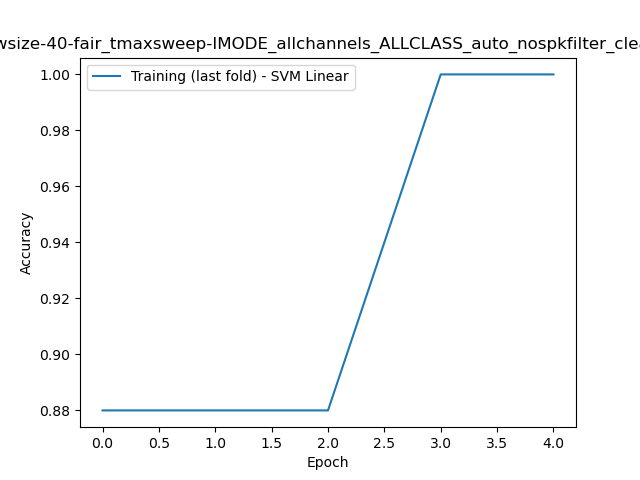 wsize-40-fair_tmaxsweep-IMODE_allchannels_ALLCLASS_auto_nospkfilter_clea
Training (last fold) - SVM Linear
1.00
0.98
0.96
0.94
0.92
0.90
0.88
Accuracy
0.0 0.5 1.0 1.5 2.0 2.5 3.0 3.5 4.0
Epoch